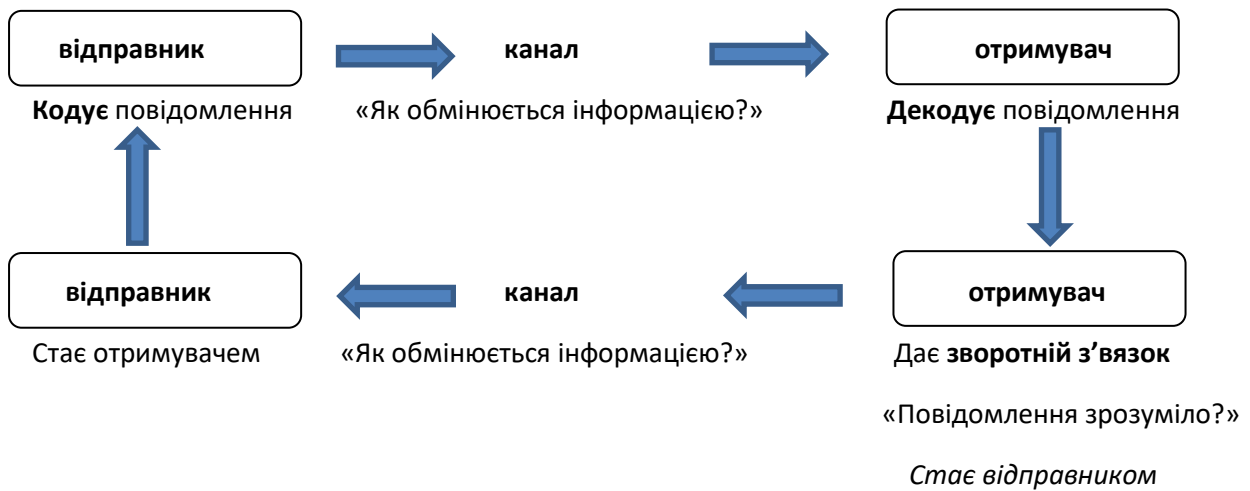 відправник канал отримувач
Кодує повідомлення «Як обмінюється інформацією?» Декодує повідомлення
відправник канал отримувач
Стає отримувачем «Як обмінюється інформацією?» Дає зворотній з’вязок
«Повідомлення зрозуміло?»
Стає відправником